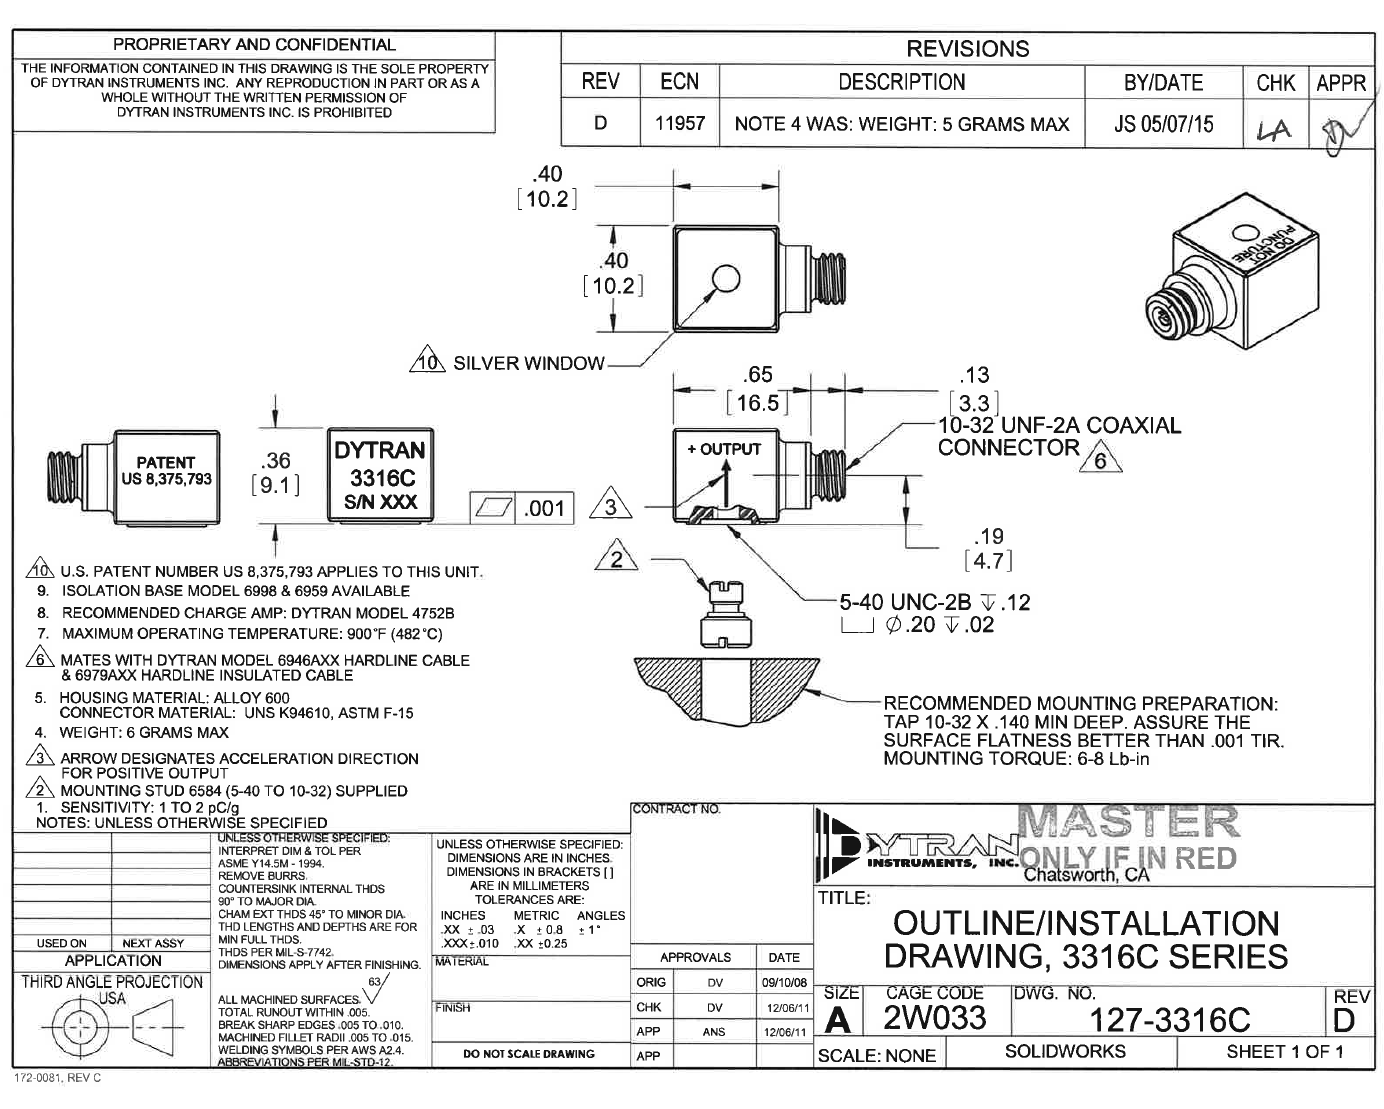 PROPRIETARY AND CONFIDENTIAL
THE INFORMATION CONTAINED IN THIS DRAWING IS THE SOLE PROPERTY
OF DYTRAN INSTRUMENTS INC. ANY REPRODUCTION IN PART OR AS A
WHOLE WITHOUT THE WRITTEN PERMISSION OF
DYTRAN INSTRUMENTS INC. IS PROHIBITED
REVISIONS
REV ECN DESCRIPTION BY/DATE CHK APPR
D 11957 NOTE 4 WAS: WEIGHT: 5 GRAMS MAX JS 05/07/15 LA
.40
[10.2]
.40
[10.2]
10 SILVER WINDOW
DO NOT
PUNCTURE
.65
[16.5]
.13
[3.3]
10-32 UNF-2A COAXIAL
CONNECTOR 6
PATENT
US 8,375,793
.36
[9.1]
DYTRAN
3316C
S/N XXX
.001
+ OUTPUT
3
2
.19
[4.7]
5-40 UNC-2B ↧ .12
⌴ ∅ .20 ↧ .02
RECOMMENDED MOUNTING PREPARATION:
TAP 10-32 X .140 MIN DEEP. ASSURE THE
SURFACE FLATNESS BETTER THAN .001 TIR.
MOUNTING TORQUE: 6-8 Lb-in
10 U.S. PATENT NUMBER US 8,375,793 APPLIES TO THIS UNIT.
9. ISOLATION BASE MODEL 6998 & 6959 AVAILABLE
8. RECOMMENDED CHARGE AMP: DYTRAN MODEL 4752B
7. MAXIMUM OPERATING TEMPERATURE: 900°F (482°C)
6 MATES WITH DYTRAN MODEL 6946AXX HARDLINE CABLE
& 6979AXX HARDLINE INSULATED CABLE
5. HOUSING MATERIAL: ALLOY 600
CONNECTOR MATERIAL: UNS K94610, ASTM F-15
4. WEIGHT: 6 GRAMS MAX
3 ARROW DESIGNATES ACCELERATION DIRECTION
FOR POSITIVE OUTPUT
2 MOUNTING STUD 6584 (5-40 TO 10-32) SUPPLIED
1. SENSITIVITY: 1 TO 2 pC/g
NOTES: UNLESS OTHERWISE SPECIFIED
USED ON NEXT ASSY
APPLICATION
THIRD ANGLE PROJECTION
USA
UNLESS OTHERWISE SPECIFIED:
INTERPRET DIM & TOL PER
ASME Y14.5M - 1994.
REMOVE BURRS.
COUNTERSINK INTERNAL THDS
90° TO MAJOR DIA.
CHAM EXT THDS 45° TO MINOR DIA.
THD LENGTHS AND DEPTHS ARE FOR
MIN FULL THDS.
THDS PER MIL-S-7742.
DIMENSIONS APPLY AFTER FINISHING.
63/
ALL MACHINED SURFACES.
TOTAL RUNOUT WITHIN .005.
BREAK SHARP EDGES .005 TO .010.
MACHINED FILLET RADII .005 TO .015.
WELDING SYMBOLS PER AWS A2.4.
ABBREVIATIONS PER MIL-STD-12.
UNLESS OTHERWISE SPECIFIED:
DIMENSIONS ARE IN INCHES.
DIMENSIONS IN BRACKETS [ ]
ARE IN MILLIMETERS
TOLERANCES ARE:
INCHES METRIC ANGLES
.XX ± .03 .X ± 0.8 ± 1°
.XXX±.010 .XX ±0.25
MATERIAL
FINISH
DO NOT SCALE DRAWING
CONTRACT NO.
APPROVALS DATE
ORIG DV 09/10/08
CHK DV 12/06/11
APP ANS 12/06/11
APP
DYTRAN
INSTRUMENTS, INC.
Chatsworth, CA
MASTER
ONLY IF IN RED
TITLE:
OUTLINE/INSTALLATION
DRAWING, 3316C SERIES
SIZE CAGE CODE DWG. NO. REV
A 2W033 127-3316C D
SCALE: NONE SOLIDWORKS SHEET 1 OF 1
172-0081, REV C